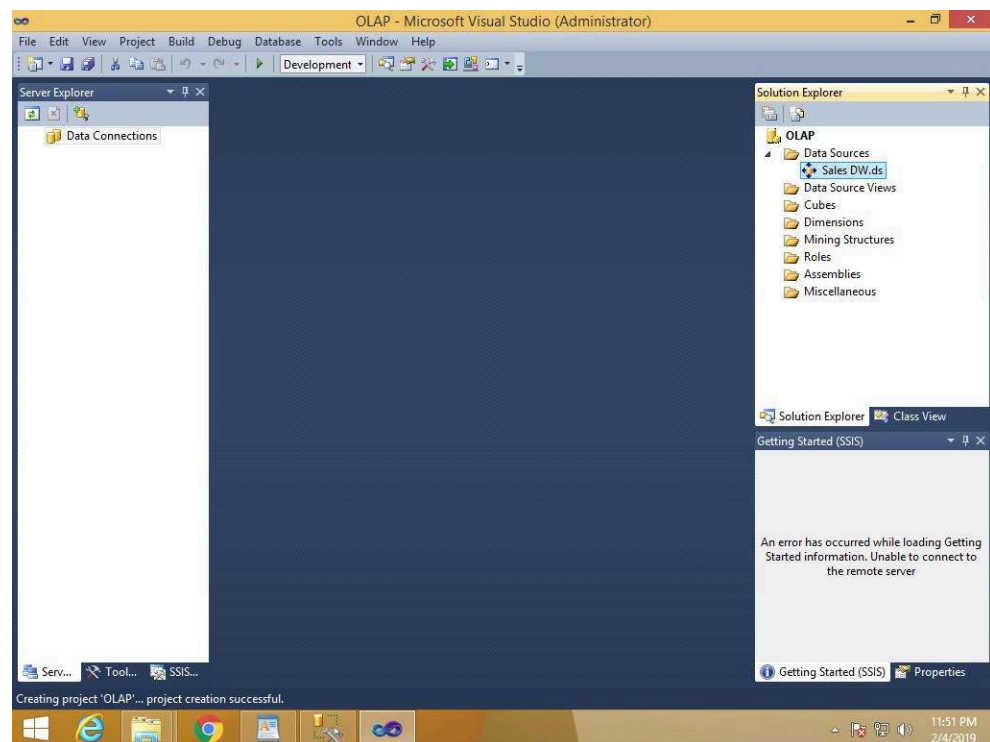 OLAP - Microsoft Visual Studio (Administrator)
File Edit View Project Build Debug Database Tools Window Help
Development
Server Explorer
Data Connections
Solution Explorer
OLAP
Data Sources
Sales DW.ds
Data Source Views
Cubes
Dimensions
Mining Structures
Roles
Assemblies
Miscellaneous
Solution Explorer Class View
Getting Started (SSIS)
An error has occurred while loading Getting
Started information. Unable to connect to
the remote server
Serv... Tool... SSIS...
Getting Started (SSIS) Properties
Creating project 'OLAP'... project creation successful.
11:51 PM
2/4/2019